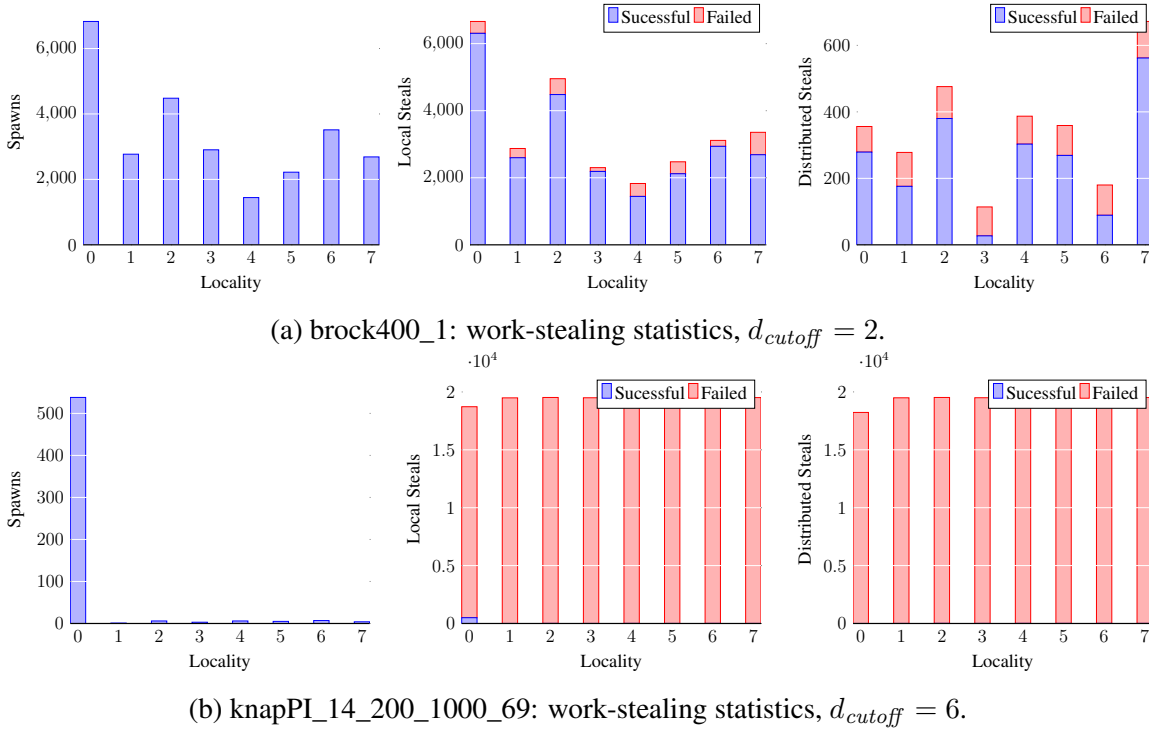 Sucessful Failed
Sucessful Failed
6,000
4,000
2,000
0
Spawns
0 1 2 3 4 5 6 7
Locality
6,000
4,000
2,000
0
Local Steals
0 1 2 3 4 5 6 7
Locality
600
400
200
0
Distributed Steals
0 1 2 3 4 5 6 7
Locality
(a) brock400_1: work-stealing statistics, d_cutoff = 2.
500
400
300
200
100
0
Spawns
0 1 2 3 4 5 6 7
Locality
·10⁴
Sucessful Failed
2
1.5
1
0.5
0
Local Steals
0 1 2 3 4 5 6 7
Locality
·10⁴
Sucessful Failed
2
1.5
1
0.5
0
Distributed Steals
0 1 2 3 4 5 6 7
Locality
(b) knapPI_14_200_1000_69: work-stealing statistics, d_cutoff = 6.